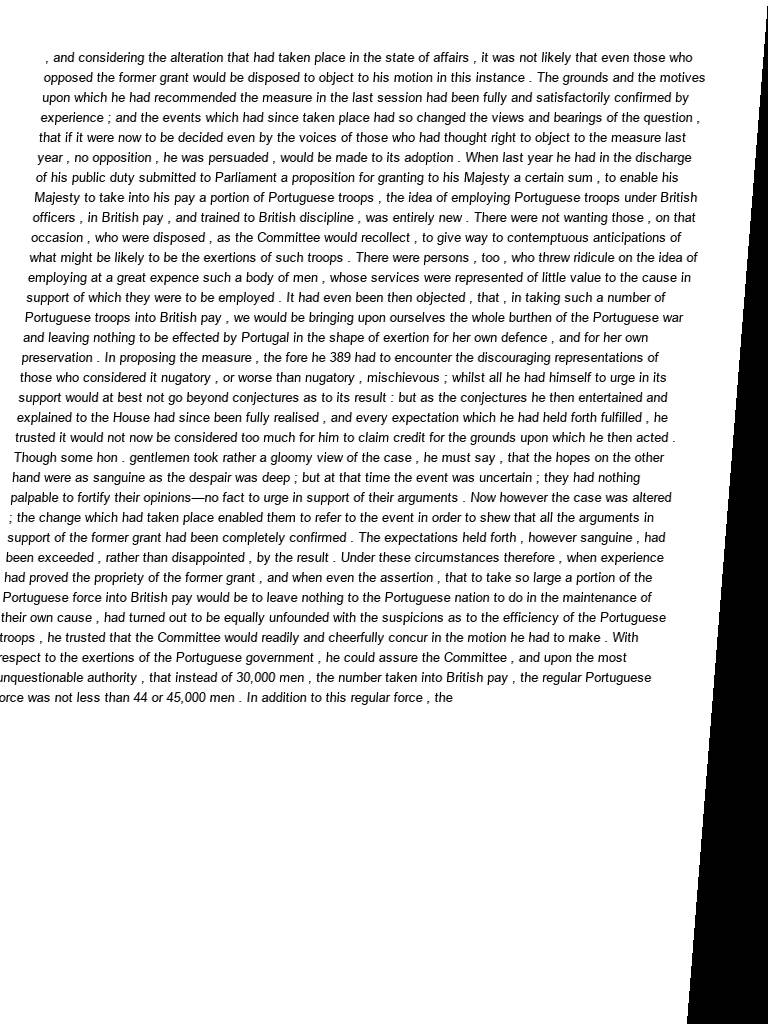 , and considering the alteration that had taken place in the state of affairs , it was not likely that even those who
opposed the former grant would be disposed to object to his motion in this instance . The grounds and the motives
upon which he had recommended the measure in the last session had been fully and satisfactorily confirmed by
experience ; and the events which had since taken place had so changed the views and bearings of the question ,
that if it were now to be decided even by the voices of those who had thought right to object to the measure last
year , no opposition , he was persuaded , would be made to its adoption . When last year he had in the discharge
of his public duty submitted to Parliament a proposition for granting to his Majesty a certain sum , to enable his
Majesty to take into his pay a portion of Portuguese troops , the idea of employing Portuguese troops under British
officers , in British pay , and trained to British discipline , was entirely new . There were not wanting those , on that
occasion , who were disposed , as the Committee would recollect , to give way to contemptuous anticipations of
what might be likely to be the exertions of such troops . There were persons , too , who threw ridicule on the idea of
employing at a great expence such a body of men , whose services were represented of little value to the cause in
support of which they were to be employed . It had even been then objected , that , in taking such a number of
Portuguese troops into British pay , we would be bringing upon ourselves the whole burthen of the Portuguese war
and leaving nothing to be effected by Portugal in the shape of exertion for her own defence , and for her own
preservation . In proposing the measure , the fore he 389 had to encounter the discouraging representations of
those who considered it nugatory , or worse than nugatory , mischievous ; whilst all he had himself to urge in its
support would at best not go beyond conjectures as to its result : but as the conjectures he then entertained and
explained to the House had since been fully realised , and every expectation which he had held forth fulfilled , he
trusted it would not now be considered too much for him to claim credit for the grounds upon which he then acted .
Though some hon . gentlemen took rather a gloomy view of the case , he must say , that the hopes on the other
hand were as sanguine as the despair was deep ; but at that time the event was uncertain ; they had nothing
palpable to fortify their opinions—no fact to urge in support of their arguments . Now however the case was altered
; the change which had taken place enabled them to refer to the event in order to shew that all the arguments in
support of the former grant had been completely confirmed . The expectations held forth , however sanguine , had
been exceeded , rather than disappointed , by the result . Under these circumstances therefore , when experience
had proved the propriety of the former grant , and when even the assertion , that to take so large a portion of the
Portuguese force into British pay would be to leave nothing to the Portuguese nation to do in the maintenance of
their own cause , had turned out to be equally unfounded with the suspicions as to the efficiency of the Portuguese
troops , he trusted that the Committee would readily and cheerfully concur in the motion he had to make . With
respect to the exertions of the Portuguese government , he could assure the Committee , and upon the most
unquestionable authority , that instead of 30,000 men , the number taken into British pay , the regular Portuguese
orce was not less than 44 or 45,000 men . In addition to this regular force , the